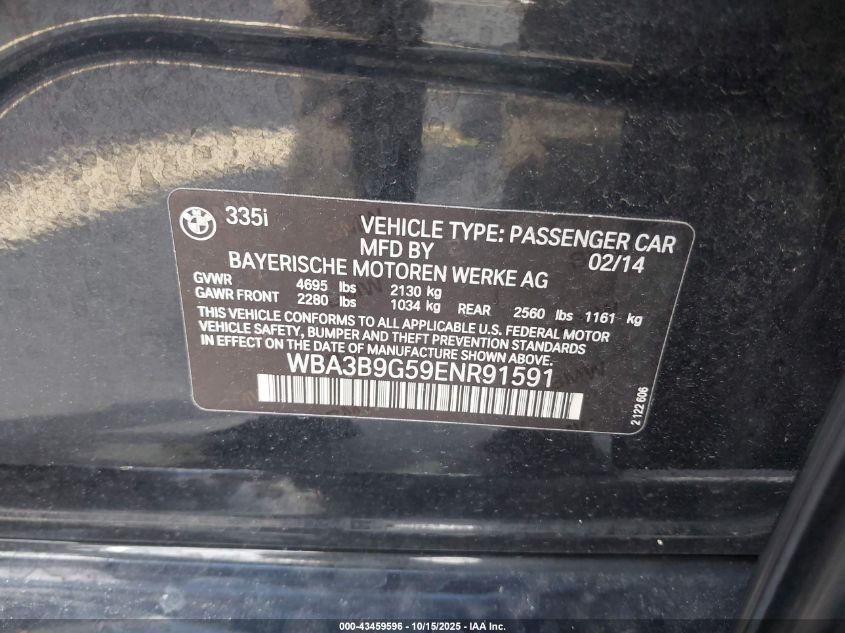 335i
VEHICLE TYPE: PASSENGER CAR
MFD BY 02/14
BAYERISCHE MOTOREN WERKE AG
GVWR 4695 lbs 2130 kg
GAWR FRONT 2280 lbs 1034 kg REAR 2560 lbs 1161 kg
THIS VEHICLE CONFORMS TO ALL APPLICABLE U.S. FEDERAL MOTOR
VEHICLE SAFETY, BUMPER AND THEFT PREVENTION STANDARDS
IN EFFECT ON THE DATE OF MANUFACTURE SHOWN ABOVE.
WBA3B9G59ENR91591
2 122 606
000-43459596 - 10/15/2025 - IAA Inc.